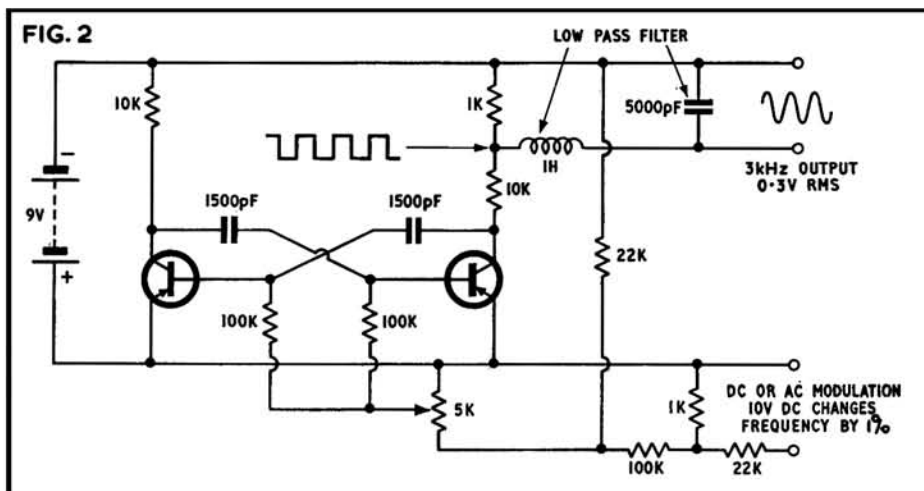 FIG. 2
LOW PASS FILTER
10K
1K
5000pF
1H
3kHz OUTPUT
0·3V RMS
10K
−
9V
+
1500pF
1500pF
22K
100K
100K
5K
1K
DC OR AC MODULATION
10V DC CHANGES
FREQUENCY BY 1%
100K
22K